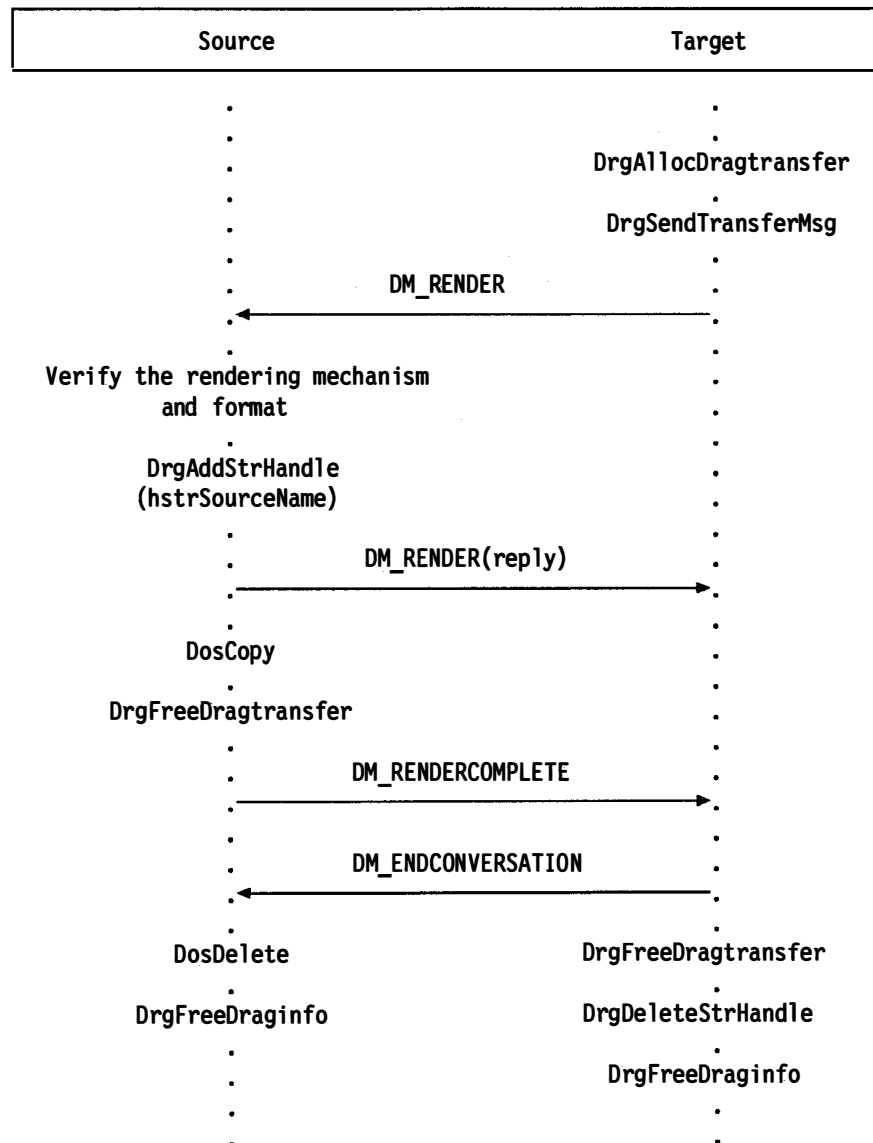 Source Target
DrgAllocDragtransfer
DrgSendTransferMsg
DM_RENDER
Verify the rendering mechanism
and format
DrgAddStrHandle
(hstrSourceName)
DM_RENDER(reply)
DosCopy
DrgFreeDragtransfer
DM_RENDERCOMPLETE
DM_ENDCONVERSATION
DosDelete DrgFreeDragtransfer
DrgFreeDraginfo DrgDeleteStrHandle
DrgFreeDraginfo